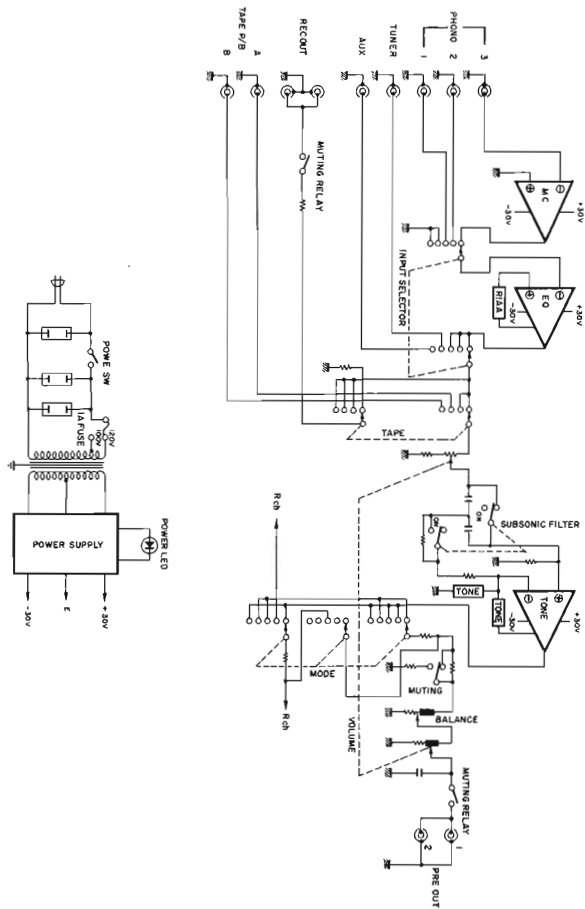 PHONO
3
2
1
TUNER
AUX
REC OUT
TAPE P/B
A
B
MC
+30V
-30V
EQ
+30V
-30V
RIAA
INPUT SELECTOR
MUTING RELAY
TAPE
SUBSONIC FILTER
ON
ON
TONE
+30V
-30V
TONE
TONE
Rch
MODE
Rch
MUTING
BALANCE
VOLUME
MUTING RELAY
1
2
PRE OUT
POWE SW
1A FUSE
120V
100V
POWER SUPPLY
POWER LED
+30V
E
-30V